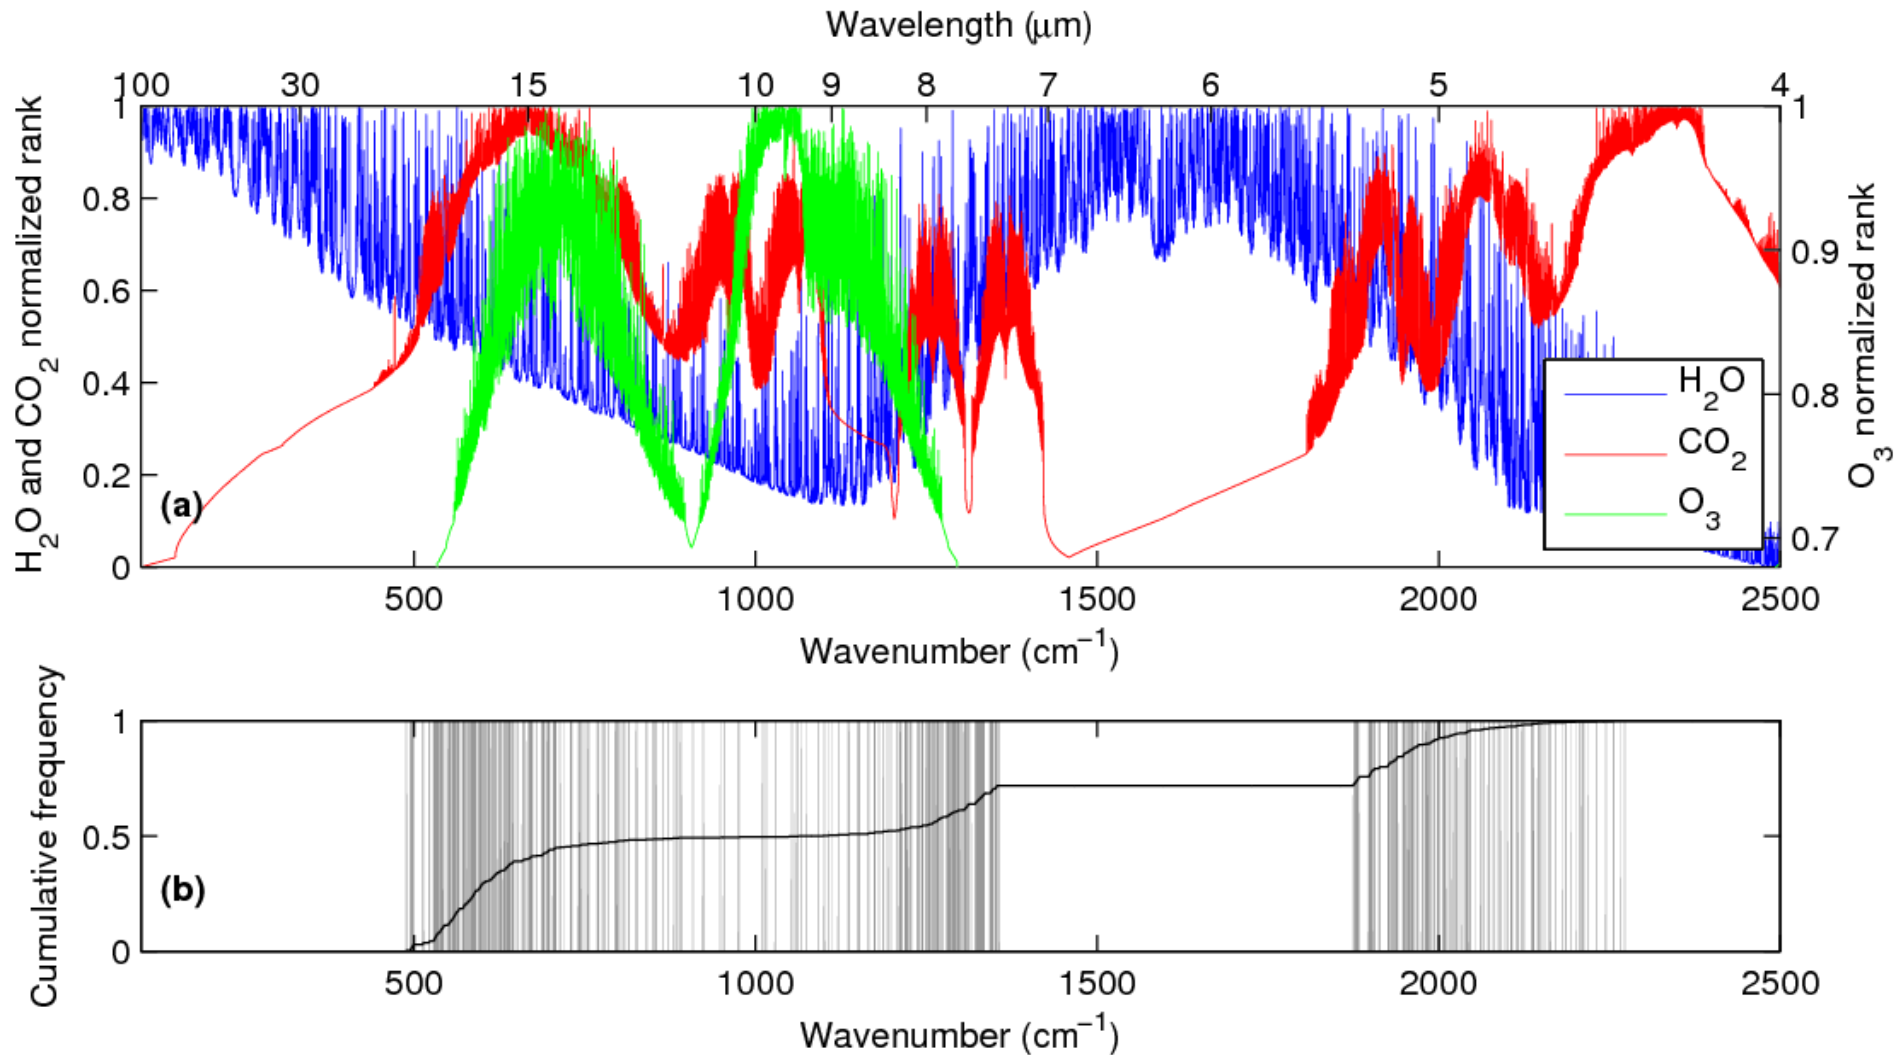 Wavelength (μm)
100 30 15 10 9 8 7 6 5 4
H₂O and CO₂ normalized rank
1
0.8
0.6
0.4
0.2
0
(a)
H₂O
CO₂
O₃
1
0.9
0.8
0.7
O₃ normalized rank
500 1000 1500 2000 2500
Wavenumber (cm⁻¹)
Cumulative frequency
1
0.5
0
(b)
500 1000 1500 2000 2500
Wavenumber (cm⁻¹)